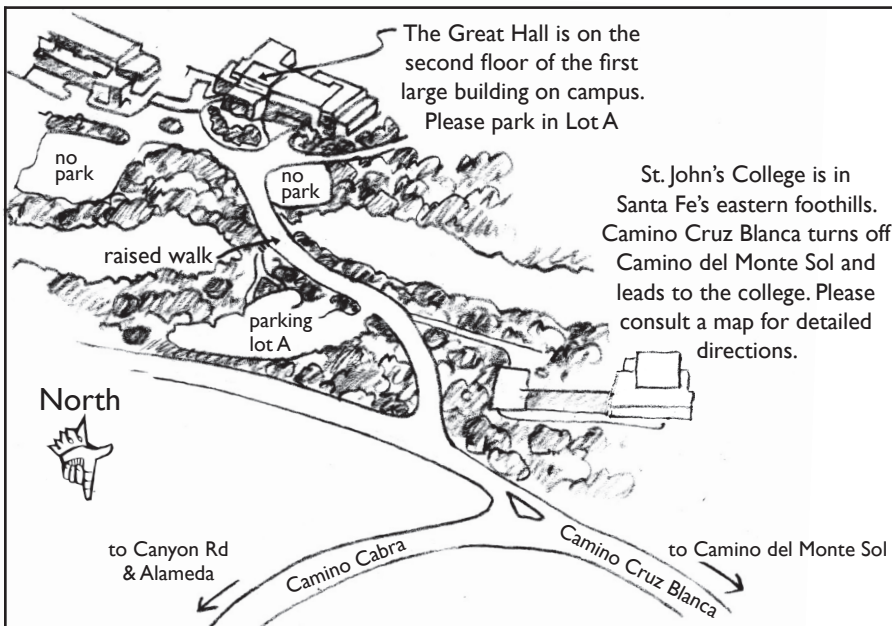 The Great Hall is on the
second floor of the first
large building on campus.
Please park in Lot A
no
park
no
park
St. John's College is in
Santa Fe's eastern foothills.
Camino Cruz Blanca turns off
Camino del Monte Sol and
leads to the college. Please
consult a map for detailed
directions.
raised walk
parking
lot A
North
to Canyon Rd
& Alameda
Camino Cabra
Camino Cruz Blanca
to Camino del Monte Sol